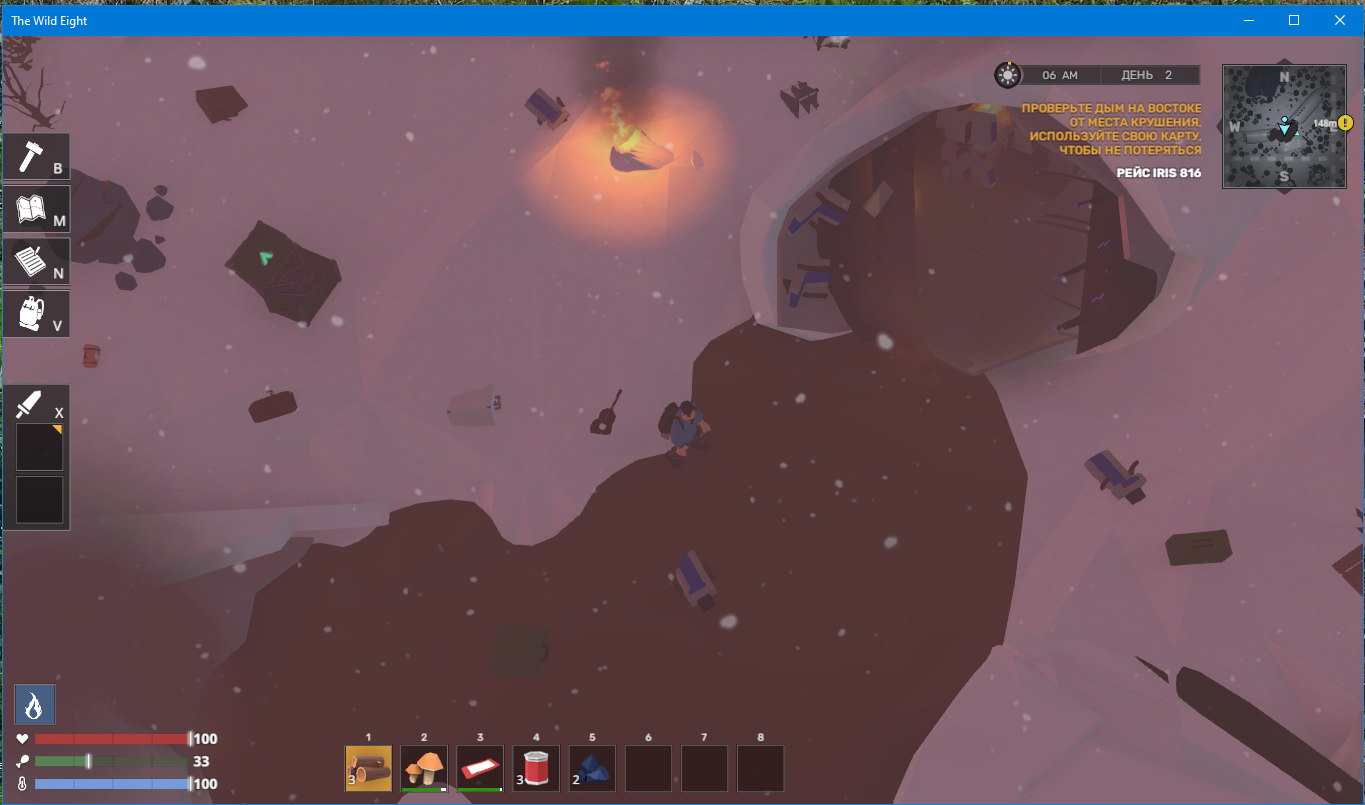 The Wild Eight
06 AM ДЕНЬ 2
N
W
148m
!
S
ПРОВЕРЬТЕ ДЫМ НА ВОСТОКЕ
ОТ МЕСТА КРУШЕНИЯ,
ИСПОЛЬЗУЙТЕ СВОЮ КАРТУ,
ЧТОБЫ НЕ ПОТЕРЯТЬСЯ
РЕЙС IRIS 816
B
M
N
V
X
100
33
100
1 2 3 4 5 6 7 8
3 3 2